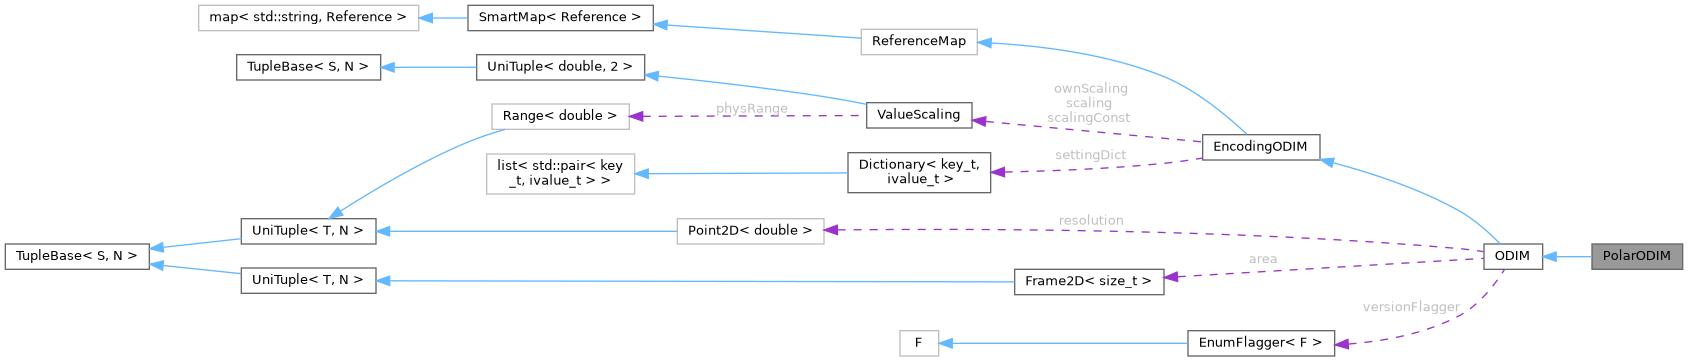 map< std::string, Reference >
SmartMap< Reference >
ReferenceMap
TupleBase< S, N >
UniTuple< double, 2 >
ownScaling
scaling
scalingConst
physRange
Range< double >
ValueScaling
EncodingODIM
settingDict
list< std::pair< key
_t, ivalue_t > >
Dictionary< key_t,
ivalue_t >
resolution
UniTuple< T, N >
Point2D< double >
TupleBase< S, N >
ODIM
PolarODIM
area
UniTuple< T, N >
Frame2D< size_t >
versionFlagger
F
EnumFlagger< F >